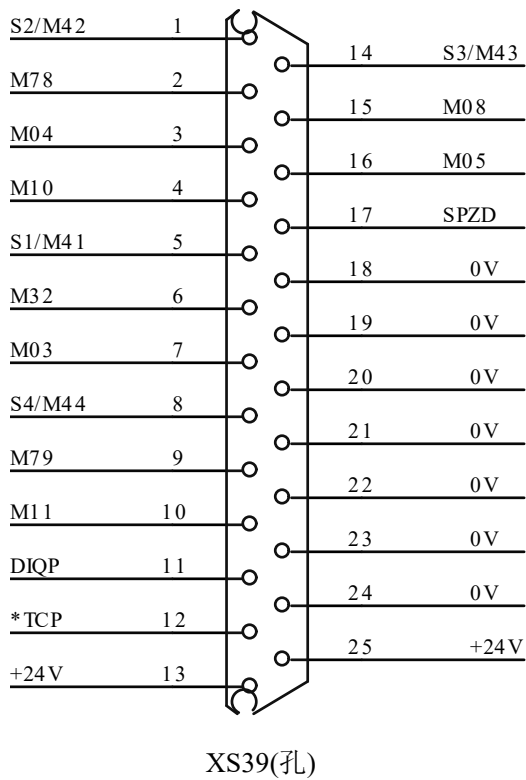 S2/M42 1
14 S3/M43
M78 2
15 M08
M04 3
16 M05
M10 4
17 SPZD
S1/M41 5
18 0V
M32 6
19 0V
M03 7
20 0V
S4/M44 8
21 0V
M79 9
22 0V
M11 10
23 0V
DIQP 11
24 0V
*TCP 12
25 +24V
+24V 13
XS39(孔)